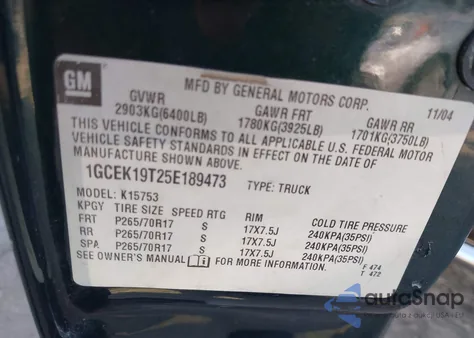 GM
MFD BY GENERAL MOTORS CORP. 11/04
GVWR GAWR FRT GAWR RR
2903KG(6400LB) 1780KG(3925LB) 1701KG(3750LB)
THIS VEHICLE CONFORMS TO ALL APPLICABLE U.S. FEDERAL MOTOR
VEHICLE SAFETY STANDARDS IN EFFECT ON THE DATE OF
MANUFACTURE SHOWN ABOVE.
1GCEK19T25E189473 TYPE: TRUCK
MODEL: K15753
KPGY TIRE SIZE SPEED RTG RIM COLD TIRE PRESSURE
FRT P265/70R17 S 17X7.5J 240KPA(35PSI)
RR P265/70R17 S 17X7.5J 240KPA(35PSI)
SPA P265/70R17 S 17X7.5J 240KPA(35PSI)
SEE OWNER'S MANUAL FOR MORE INFORMATION.
F 474
T 472
autoSnap